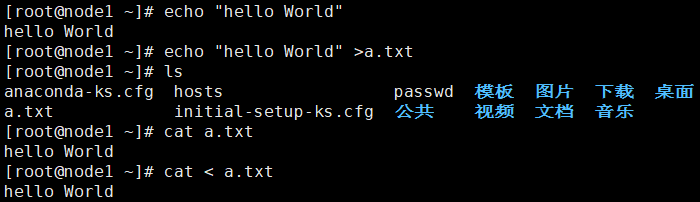 [root@node1 ~]# echo "hello World"
hello World
[root@node1 ~]# echo "hello World" >a.txt
[root@node1 ~]# ls
anaconda-ks.cfg  hosts                 passwd  模板  图片  下载  桌面
a.txt            initial-setup-ks.cfg  公共    视频  文档  音乐
[root@node1 ~]# cat a.txt
hello World
[root@node1 ~]# cat < a.txt
hello World